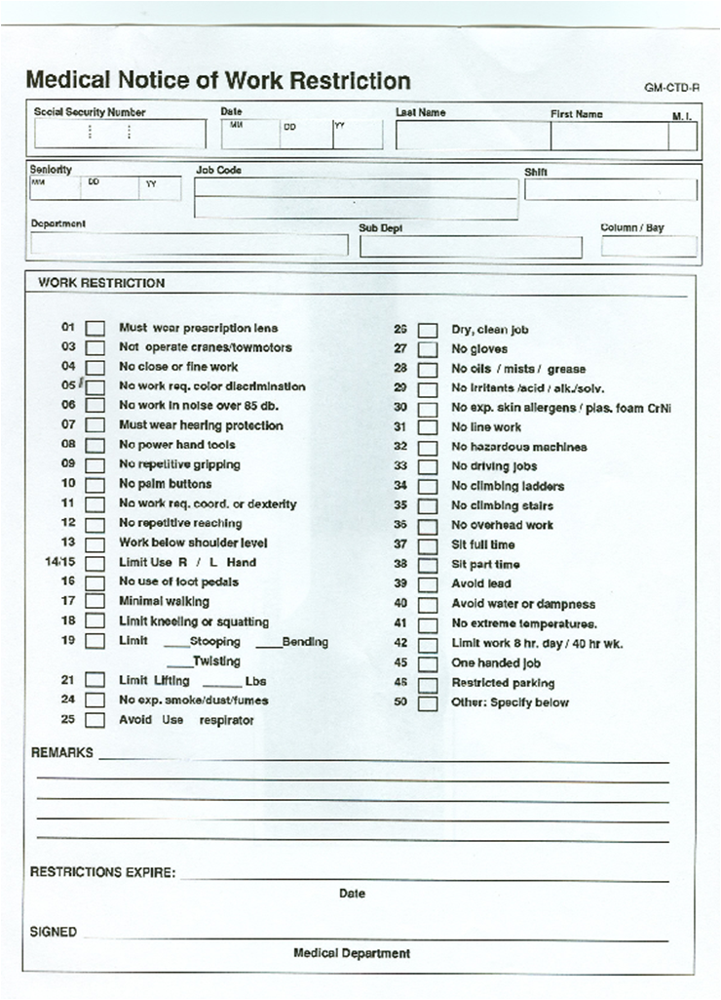 Medical Notice of Work Restriction
GM-CTD-R
Social Security Number Date Last Name First Name M.I.
MM DD YY
Seniority Job Code Shift
MM DD YY
Department Sub Dept Column / Bay
WORK RESTRICTION
01 Must wear prescription lens
03 Not operate cranes/towmotors
04 No close or fine work
05 No work req. color discrimination
06 No work in noise over 85 db.
07 Must wear hearing protection
08 No power hand tools
09 No repetitive gripping
10 No palm buttons
11 No work req. coord. or dexterity
12 No repetitive reaching
13 Work below shoulder level
14/15 Limit Use R / L Hand
16 No use of foot pedals
17 Minimal walking
18 Limit kneeling or squatting
19 Limit ____Stooping ____Bending
____Twisting
21 Limit Lifting ______ Lbs
24 No exp. smoke/dust/fumes
25 Avoid Use respirator
26 Dry, clean job
27 No gloves
28 No oils / mists / grease
29 No irritants /acid / alk./solv.
30 No exp. skin allergens / plas. foam CrNi
31 No line work
32 No hazardous machines
33 No driving jobs
34 No climbing ladders
35 No climbing stairs
36 No overhead work
37 Sit full time
38 Sit part time
39 Avoid lead
40 Avoid water or dampness
41 No extreme temperatures.
42 Limit work 8 hr. day / 40 hr wk.
45 One handed job
46 Restricted parking
50 Other: Specify below
REMARKS
RESTRICTIONS EXPIRE:
Date
SIGNED
Medical Department